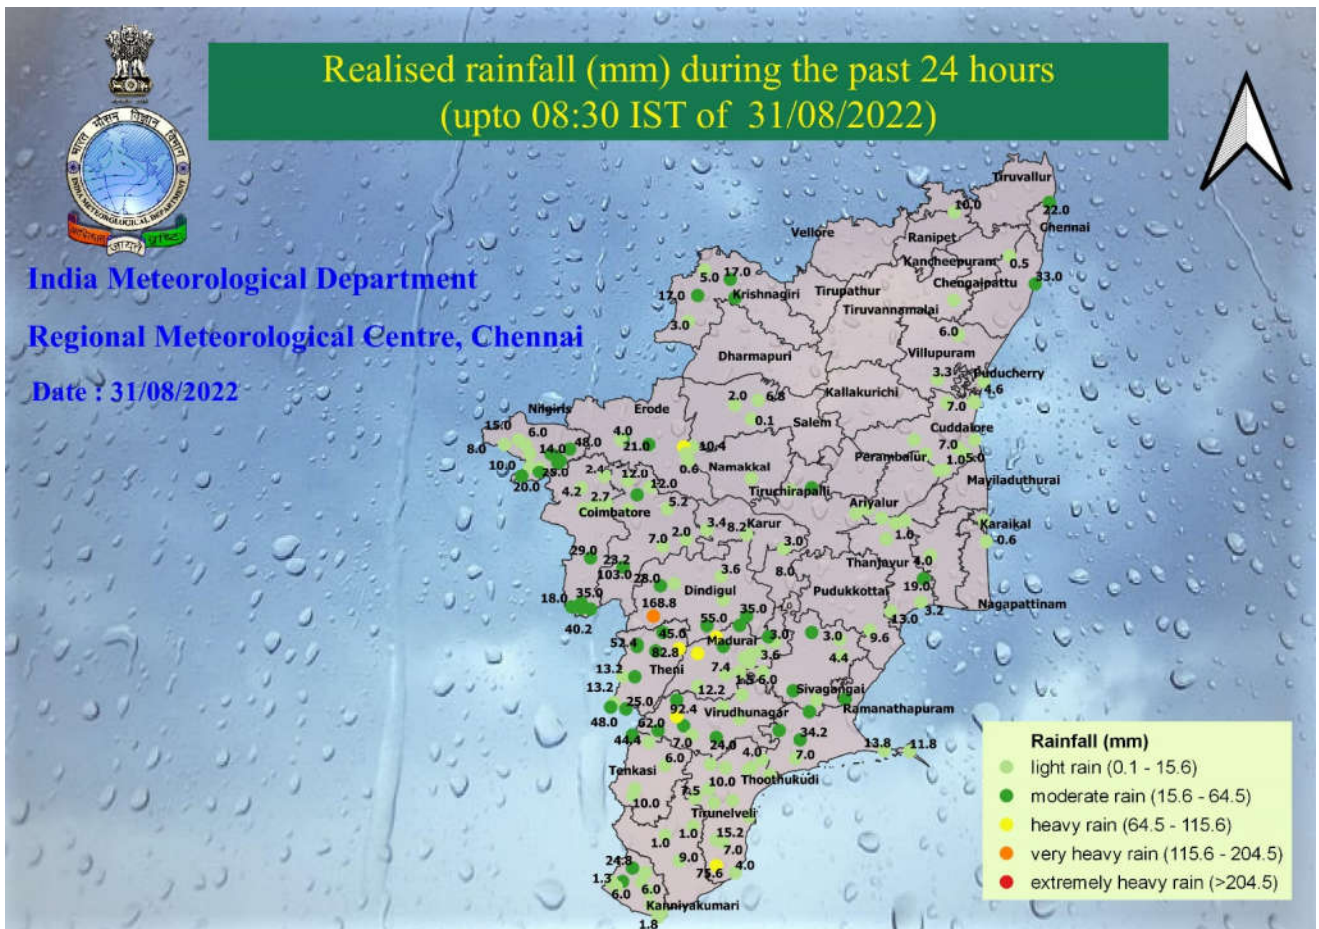 Realised rainfall (mm) during the past 24 hours
(upto 08:30 IST of 31/08/2022)
भारत मौसम विज्ञान विभाग
INDIA METEOROLOGICAL DEPARTMENT
India Meteorological Department
Regional Meteorological Centre, Chennai
Date : 31/08/2022
Tiruvallur
10.0
22.0
Chennai
Vellore
Ranipet
Kancheepuram
0.5
5.0
17.0
33.0
Chengalpattu
Tirupathur
17.0
Krishnagiri
Tiruvannamalai
3.0
6.0
Dharmapuri
Villupuram
3.3
Puducherry
4.6
Kallakurichi
2.0
6.8
7.0
Nilgiris
Erode
0.1
Salem
15.0
6.0
4.0
Cuddalore
8.0
14.0
48.0
21.0
10.4
7.0
10.0
25.0
2.4
12.0
0.6
Namakkal
Perambalur
1.0
5.0
20.0
4.2
2.7
12.0
Tiruchirapalli
Mayiladuthurai
Coimbatore
5.2
Ariyalur
3.4
8.2
Karur
Karaikal
7.0
2.0
3.0
1.0
0.6
29.0
23.2
Thanjavur
4.0
103.0
28.0
3.6
8.0
19.0
18.0
35.0
Dindigul
Pudukkottai
Nagapattinam
168.8
35.0
3.2
40.2
55.0
13.0
45.0
Madurai
3.0
3.0
9.6
52.4
82.8
3.6
4.4
13.2
Theni
7.4
1.5
6.0
13.2
12.2
Sivagangai
25.0
92.4
Virudhunagar
Ramanathapuram
48.0
62.0
34.2
44.4
7.0
24.0
4.0
7.0
13.8
11.8
Tenkasi
6.0
Thoothukudi
10.0
10.0
7.5
Tirunelveli
1.0
1.0
15.2
7.0
24.8
9.0
75.6
4.0
1.3
6.0
6.0
Kanniyakumari
1.8
Rainfall (mm)
light rain (0.1 - 15.6)
moderate rain (15.6 - 64.5)
heavy rain (64.5 - 115.6)
very heavy rain (115.6 - 204.5)
extremely heavy rain (>204.5)